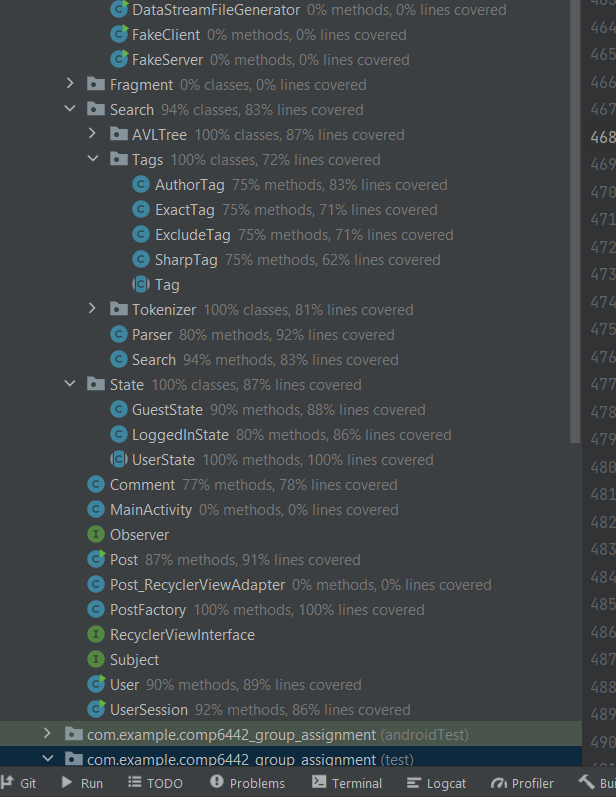 DataStreamFileGenerator 0% methods, 0% lines covered
FakeClient 0% methods, 0% lines covered
464
FakeServer 0% methods, 0% lines covered
465
Fragment 0% classes, 0% lines covered
466
Search 94% classes, 83% lines covered
467
AVLTree 100% classes, 87% lines covered
468
Tags 100% classes, 72% lines covered
469
AuthorTag 75% methods, 83% lines covered
470
ExactTag 75% methods, 71% lines covered
471
ExcludeTag 75% methods, 71% lines covered
472
SharpTag 75% methods, 62% lines covered
473
Tag
474
Tokenizer 100% classes, 81% lines covered
475
Parser 80% methods, 92% lines covered
476
Search 94% methods, 83% lines covered
State 100% classes, 87% lines covered
477
GuestState 90% methods, 88% lines covered
478
LoggedInState 80% methods, 86% lines covered
479
UserState 100% methods, 100% lines covered
480
Comment 77% methods, 78% lines covered
481
MainActivity 0% methods, 0% lines covered
482
Observer
483
Post 87% methods, 91% lines covered
484
Post_RecyclerViewAdapter 0% methods, 0% lines covered
485
PostFactory 100% methods, 100% lines covered
486
RecyclerViewInterface
Subject
487
User 90% methods, 89% lines covered
488
UserSession 92% methods, 86% lines covered
489
com.example.comp6442_group_assignment (androidTest)
490
com.example.comp6442_group_assignment (test)
491
Git Run TODO Problems Terminal Logcat Profiler Bui